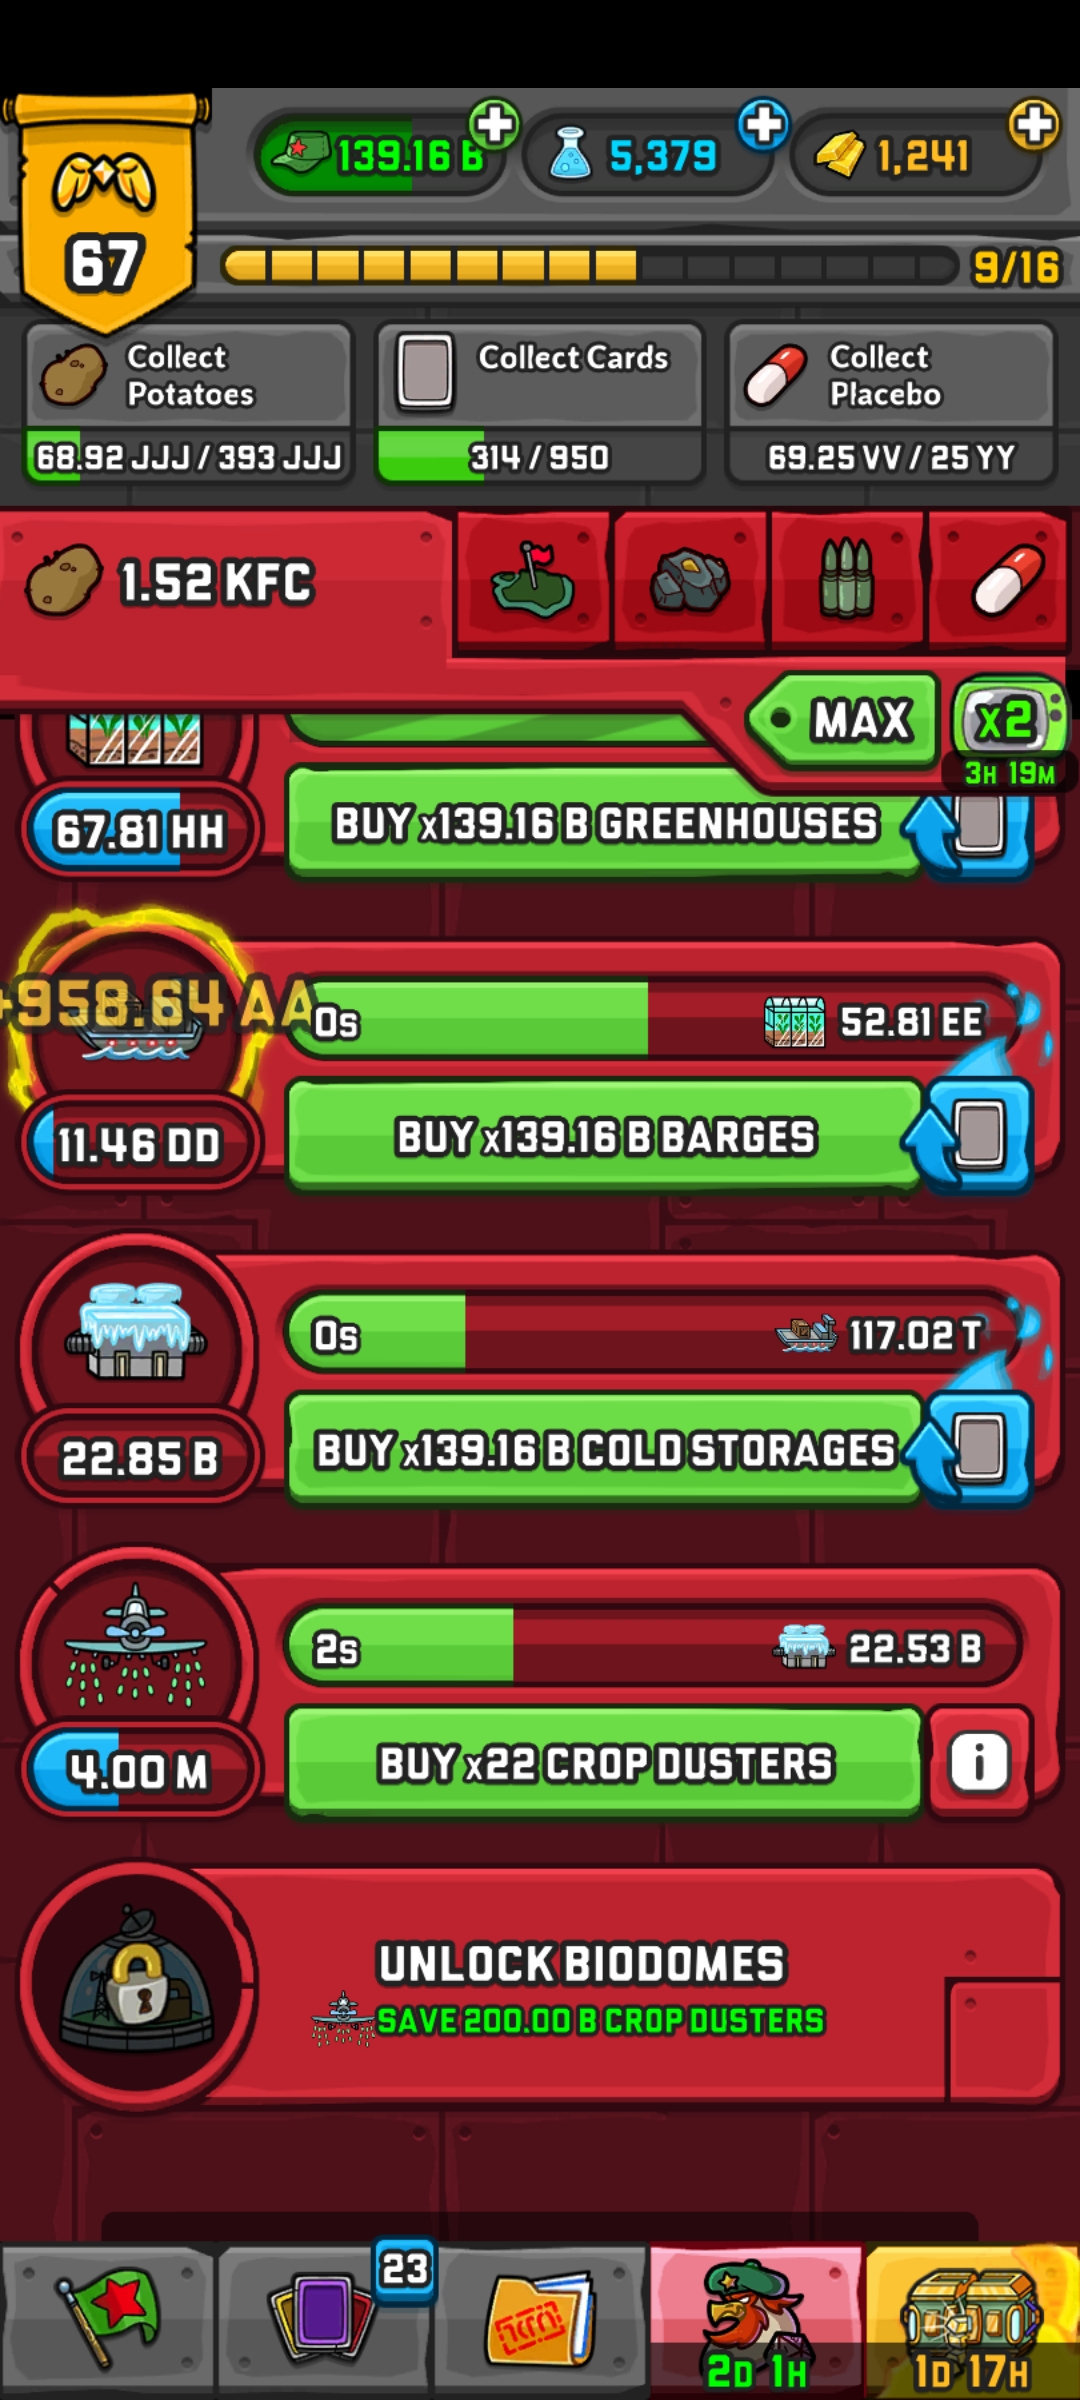 67
139.16 B
5,379
1,241
9/16
Collect Potatoes
68.92 JJJ / 393 JJJ
Collect Cards
314 / 950
Collect Placebo
69.25 VV / 25 YY
1.52 KFC
MAX
x2
3H 19M
67.81 HH
BUY x139.16 B GREENHOUSES
+958.64 AA
0s
52.81 EE
11.46 DD
BUY x139.16 B BARGES
0s
117.02 T
22.85 B
BUY x139.16 B COLD STORAGES
2s
22.53 B
4.00 M
BUY x22 CROP DUSTERS
i
UNLOCK BIODOMES
SAVE 200.00 B CROP DUSTERS
23
2D 1H
1D 17H